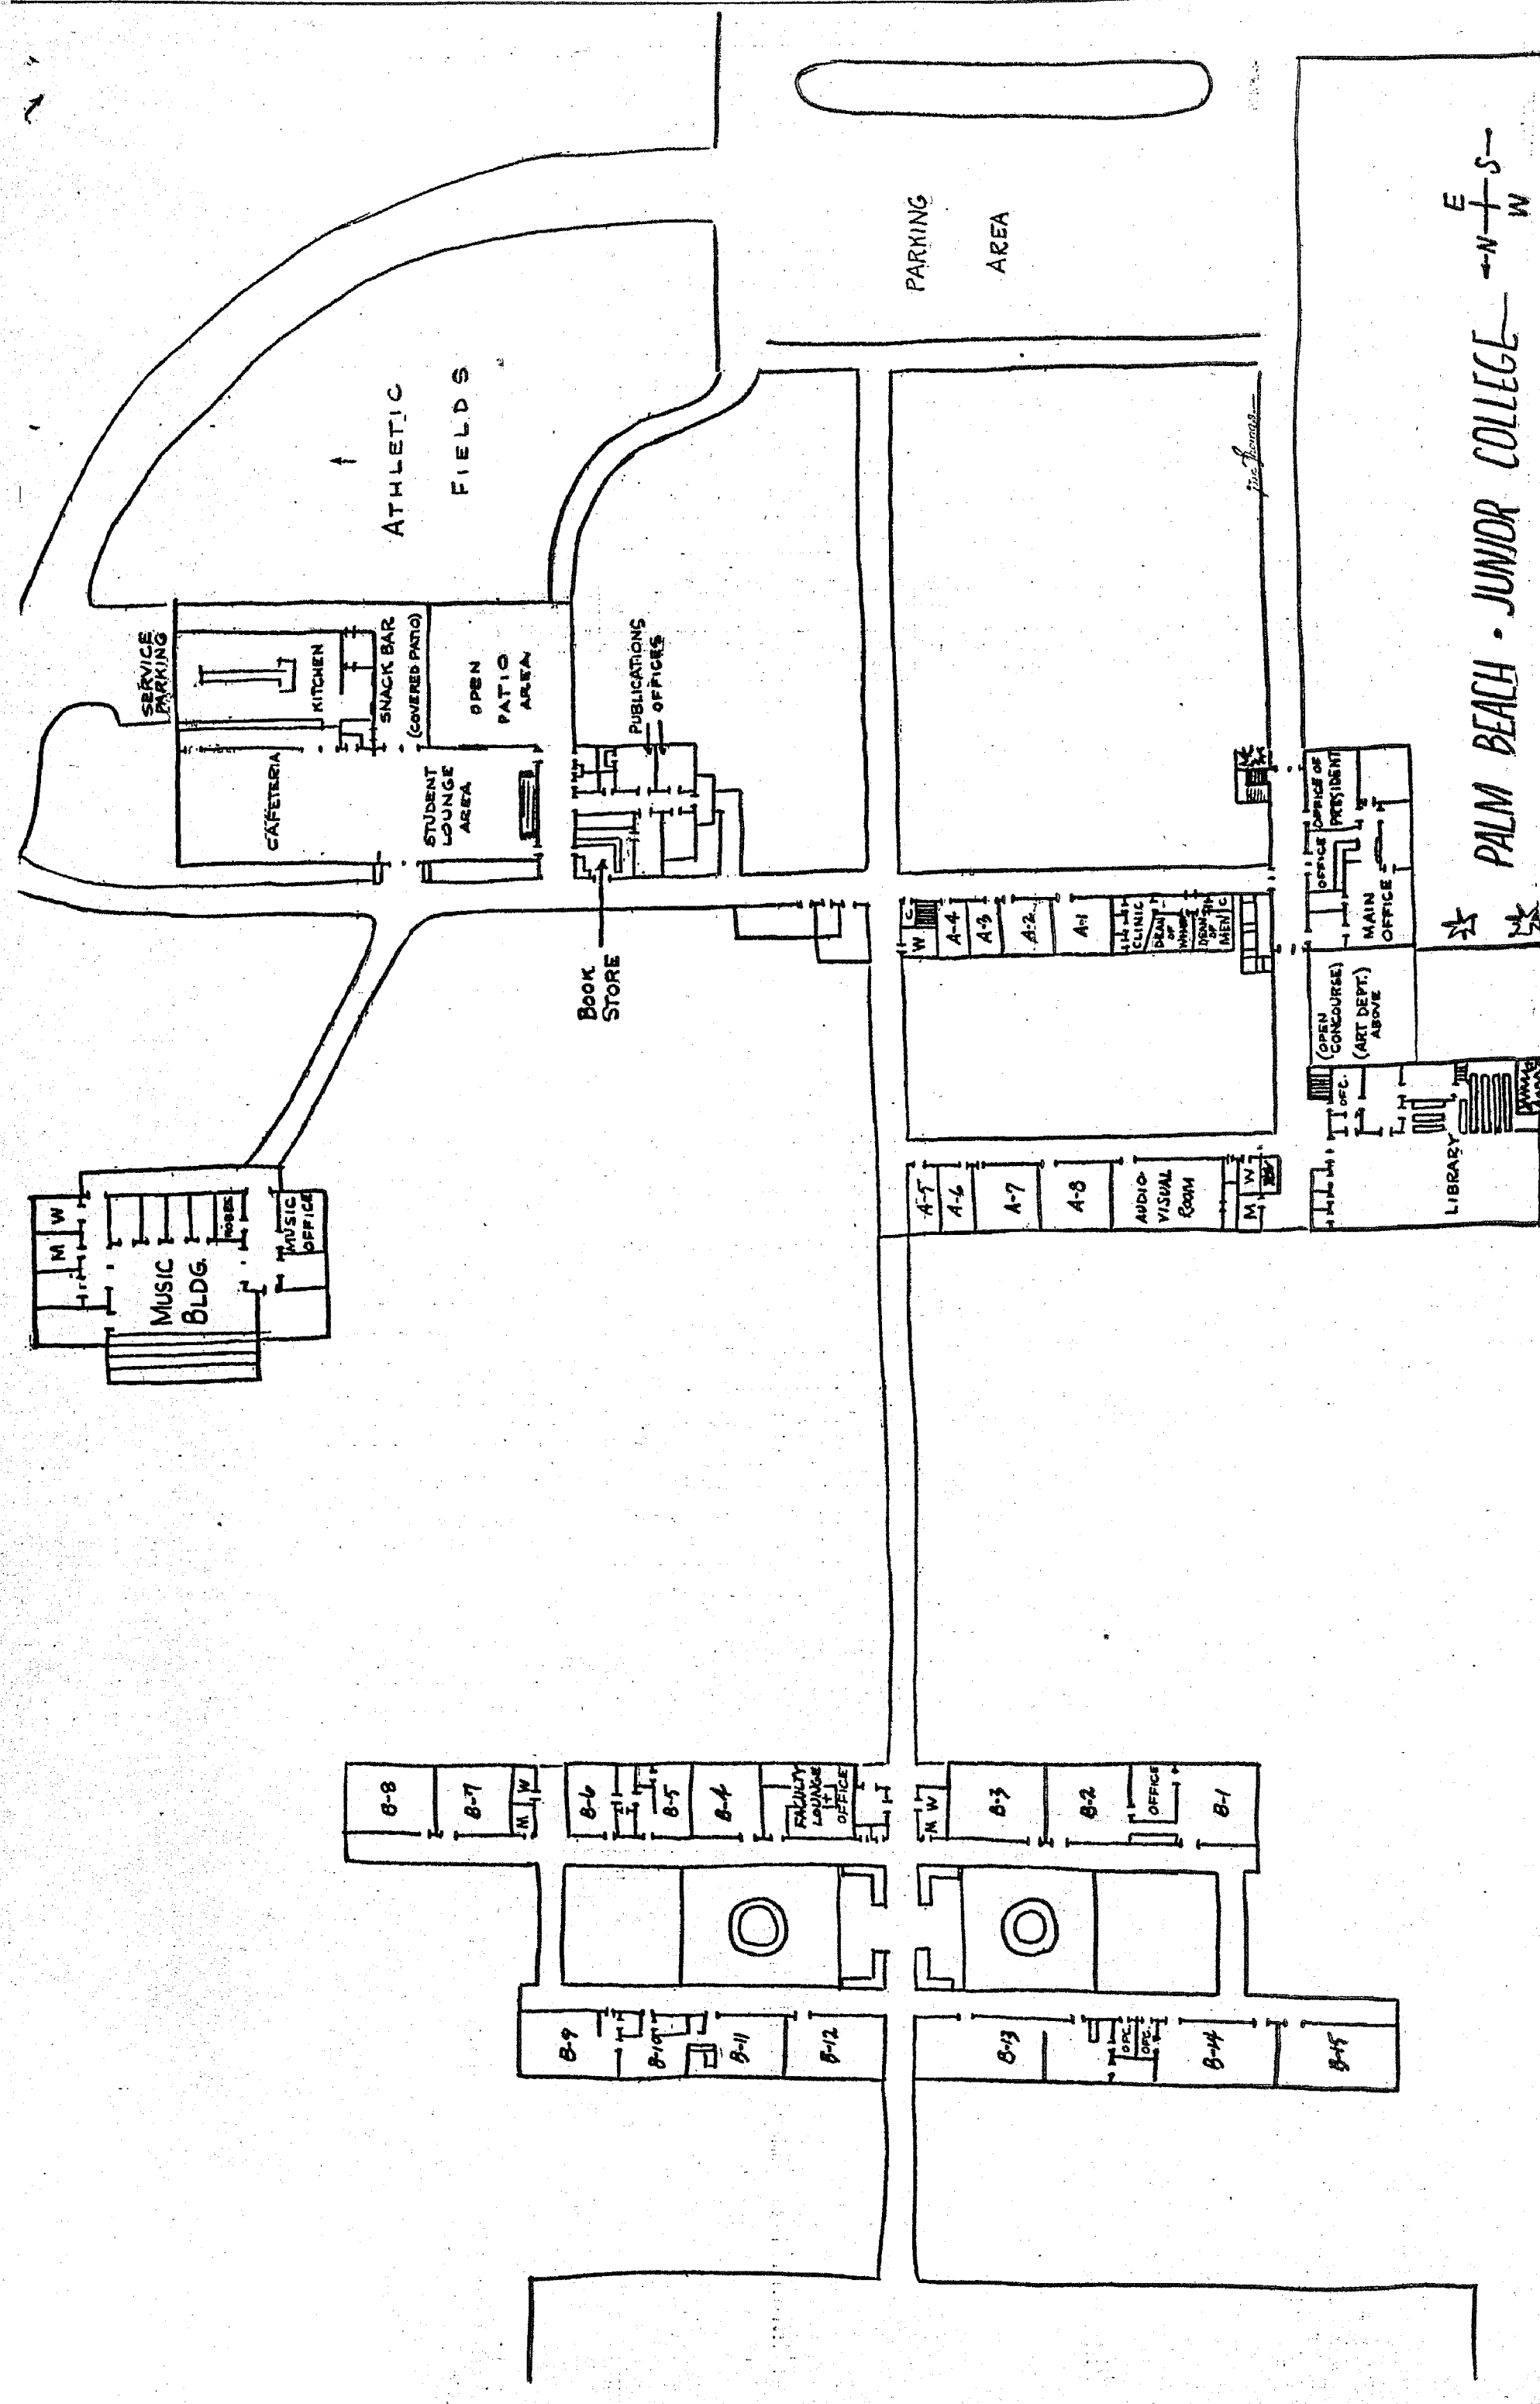 SERVICE
PARKING
KITCHEN
SNACK BAR
(COVERED PATIO)
OPEN
PATIO
AREA
CAFETERIA
STUDENT
LOUNGE
AREA
ATHLETIC
FIELDS
PARKING
AREA
PUBLICATIONS
OFFICES
BOOK
STORE
M
W
MUSIC
BLDG.
ROBES
MUSIC
OFFICE
W
C
A-4
A-3
A-2
A-1
CLINIC
DEAN
OF
DEAN
OF
MEN
C
A-5
A-6
A-7
A-8
AUDIO-
VISUAL
ROOM
M
W
OFFICE
OFFICE OF
PRESIDENT
MAIN
OFFICE
(OPEN
CONCOURSE)
(ART DEPT.)
ABOVE
OFC.
LIBRARY
B-8
B-7
M
W
B-6
B-5
B-4
FACULTY
LOUNGE
+
OFFICE
M
W
B-3
B-2
OFFICE
B-1
B-9
B-10
B-11
B-12
B-13
OFC.
OFC.
B-14
B-15
PALM BEACH • JUNIOR COLLEGE
N
E
S
W